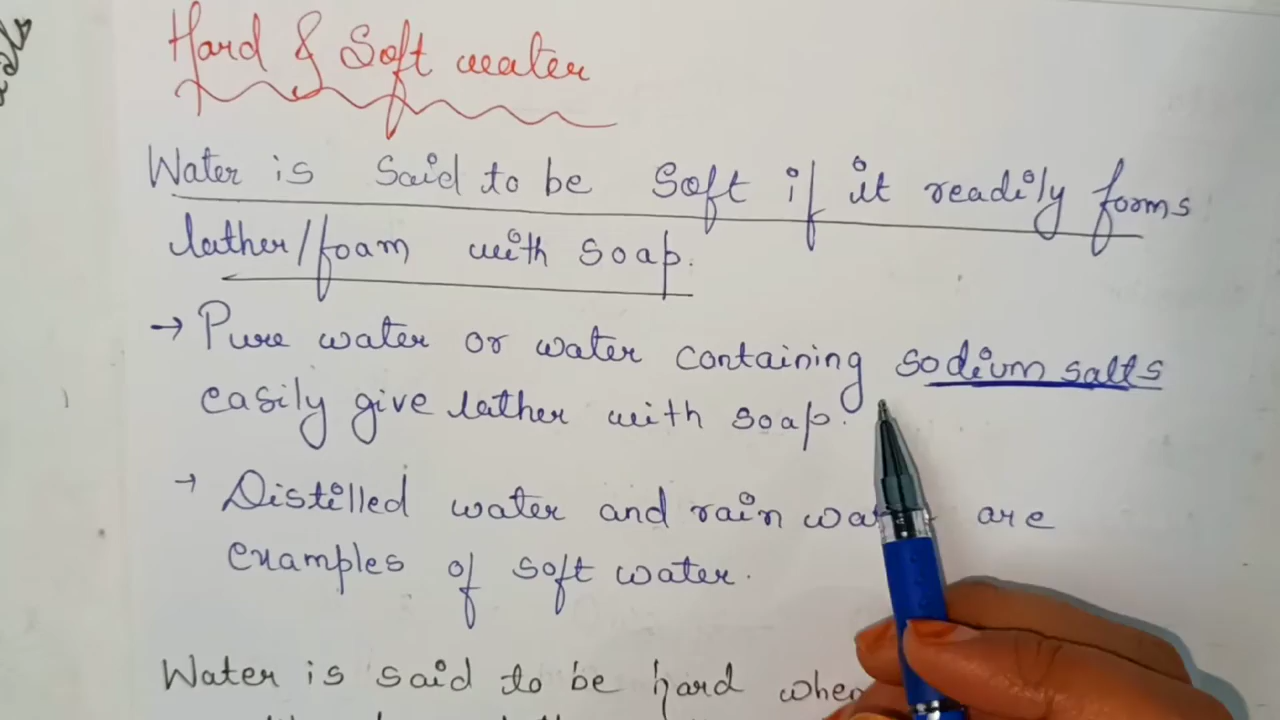 Hard & Soft water
Water is said to be soft if it readily forms
lather/foam with soap.
→ Pure water or water containing sodium salts
easily give lather with soap.
→ Distilled water and rain are
examples of soft water.
Water is said to be hard